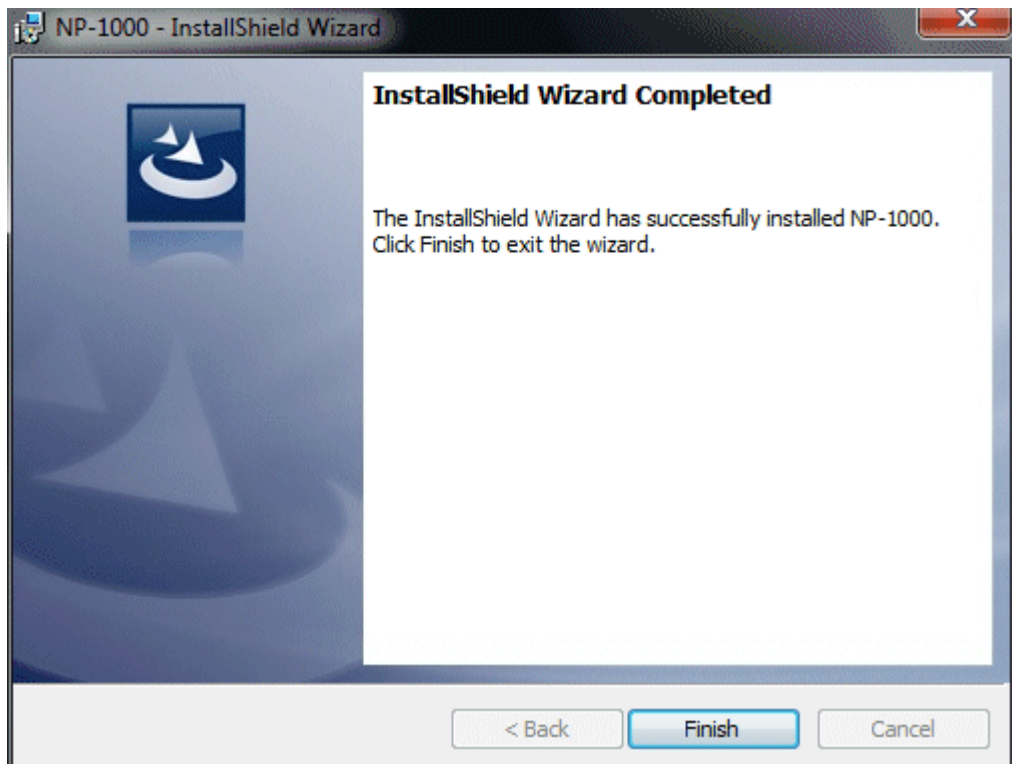 NP-1000 - InstallShield Wizard
InstallShield Wizard Completed
The InstallShield Wizard has successfully installed NP-1000.
Click Finish to exit the wizard.
< Back
Finish
Cancel